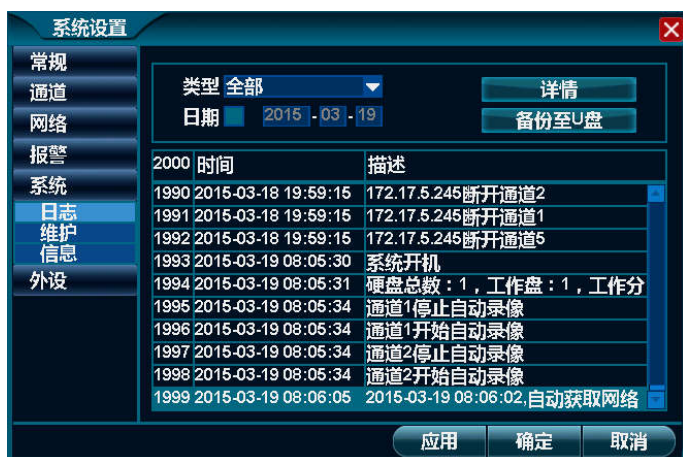 系统设置
常规
通道
网络
报警
系统
日志
维护
信息
外设
类型 全部
详情
日期 2015 - 03 - 19
备份至U盘
2000 时间 描述
1990 2015-03-18 19:59:15 172.17.5.245断开通道2
1991 2015-03-18 19:59:15 172.17.5.245断开通道1
1992 2015-03-18 19:59:15 172.17.5.245断开通道5
1993 2015-03-19 08:05:30 系统开机
1994 2015-03-19 08:05:31 硬盘总数：1，工作盘：1，工作分
1995 2015-03-19 08:05:34 通道1停止自动录像
1996 2015-03-19 08:05:34 通道1开始自动录像
1997 2015-03-19 08:05:34 通道2停止自动录像
1998 2015-03-19 08:05:34 通道2开始自动录像
1999 2015-03-19 08:06:05 2015-03-19 08:06:02,自动获取网络
应用 确定 取消